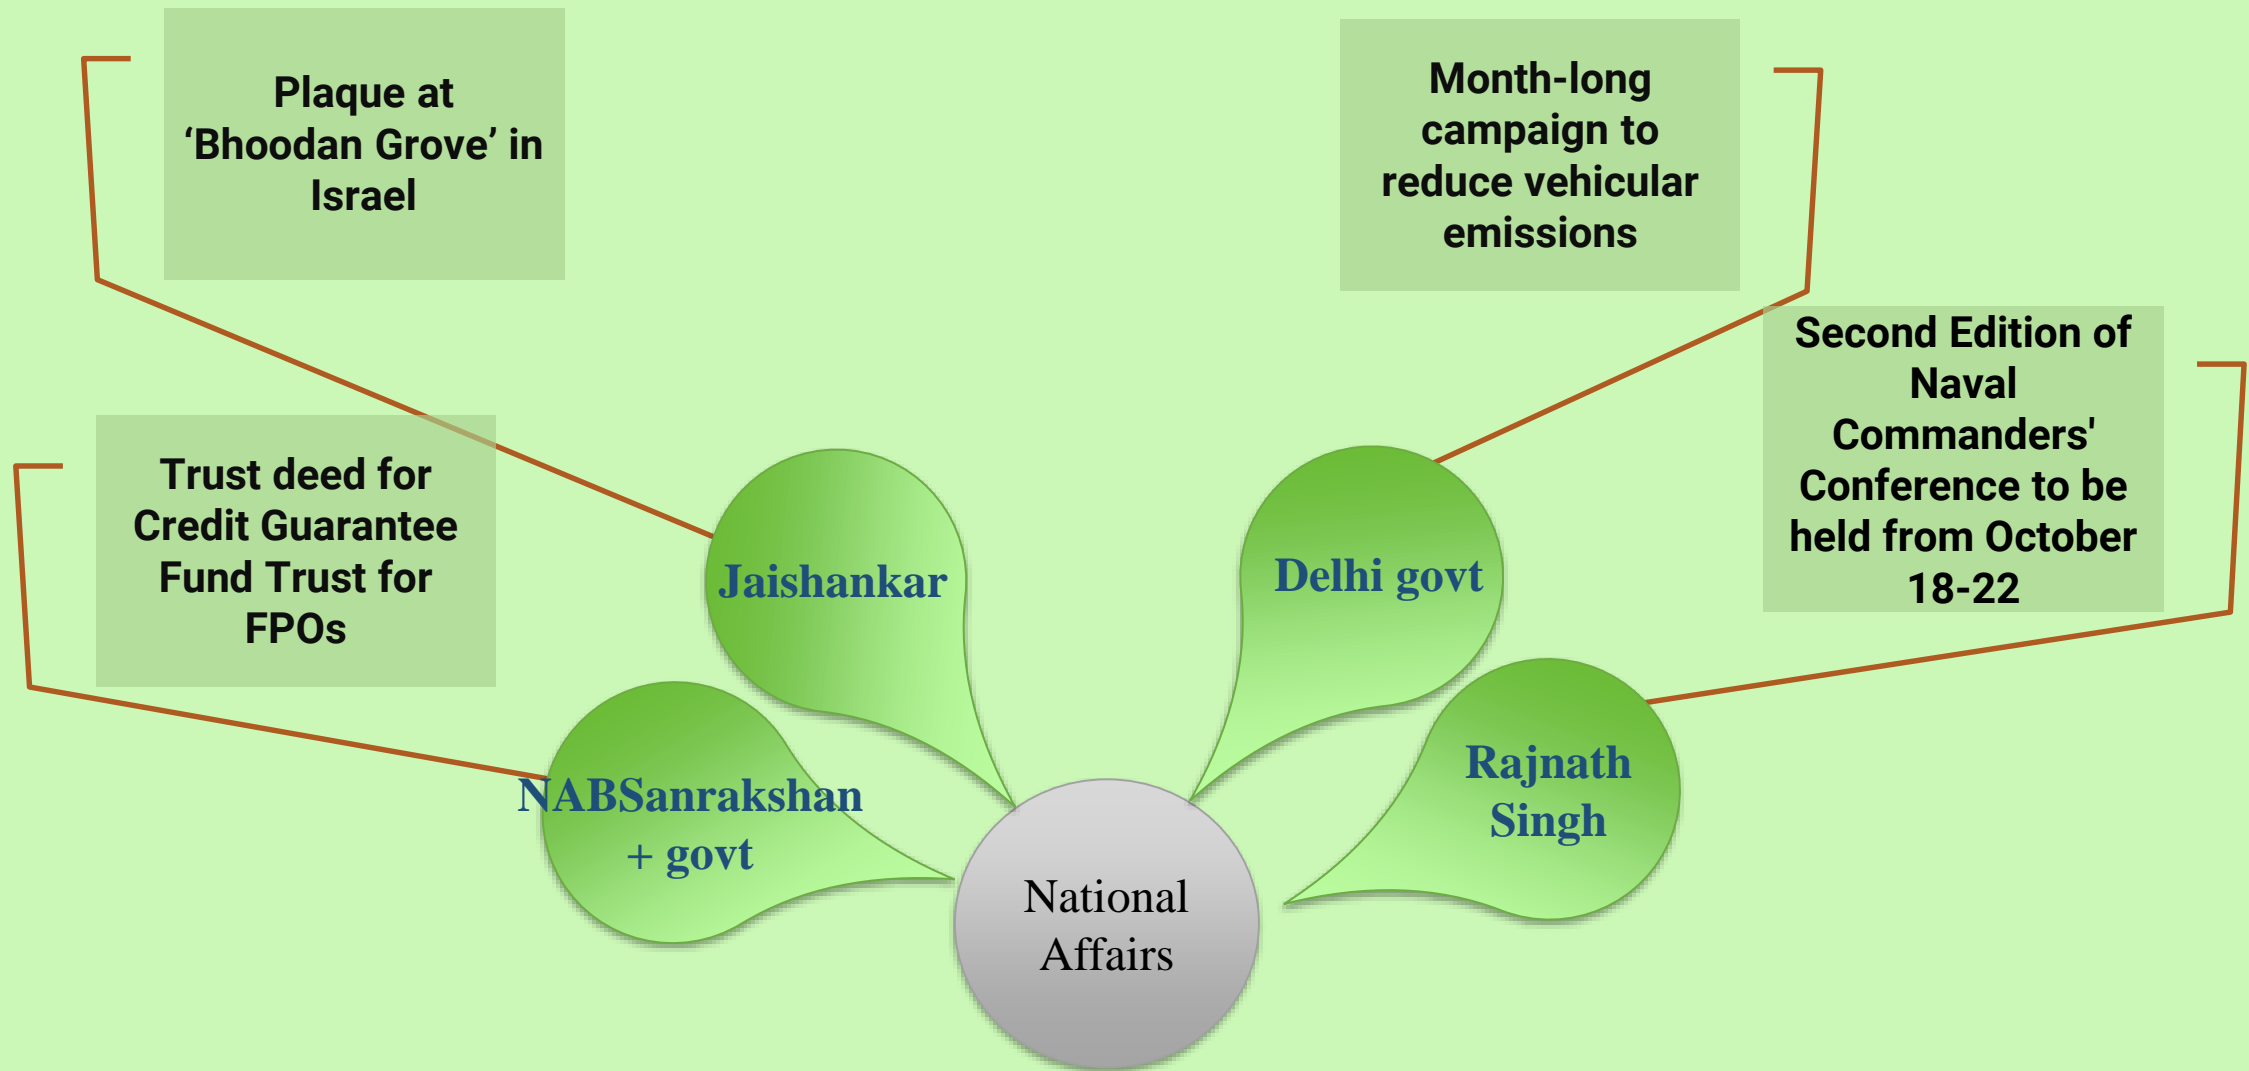 Plaque at
‘Bhoodan Grove’ in
Israel
Month-long
campaign to
reduce vehicular
emissions
Trust deed for
Credit Guarantee
Fund Trust for
FPOs
Second Edition of
Naval
Commanders'
Conference to be
held from October
18-22
Jaishankar
Delhi govt
NABSanrakshan
+ govt
Rajnath
Singh
National
Affairs